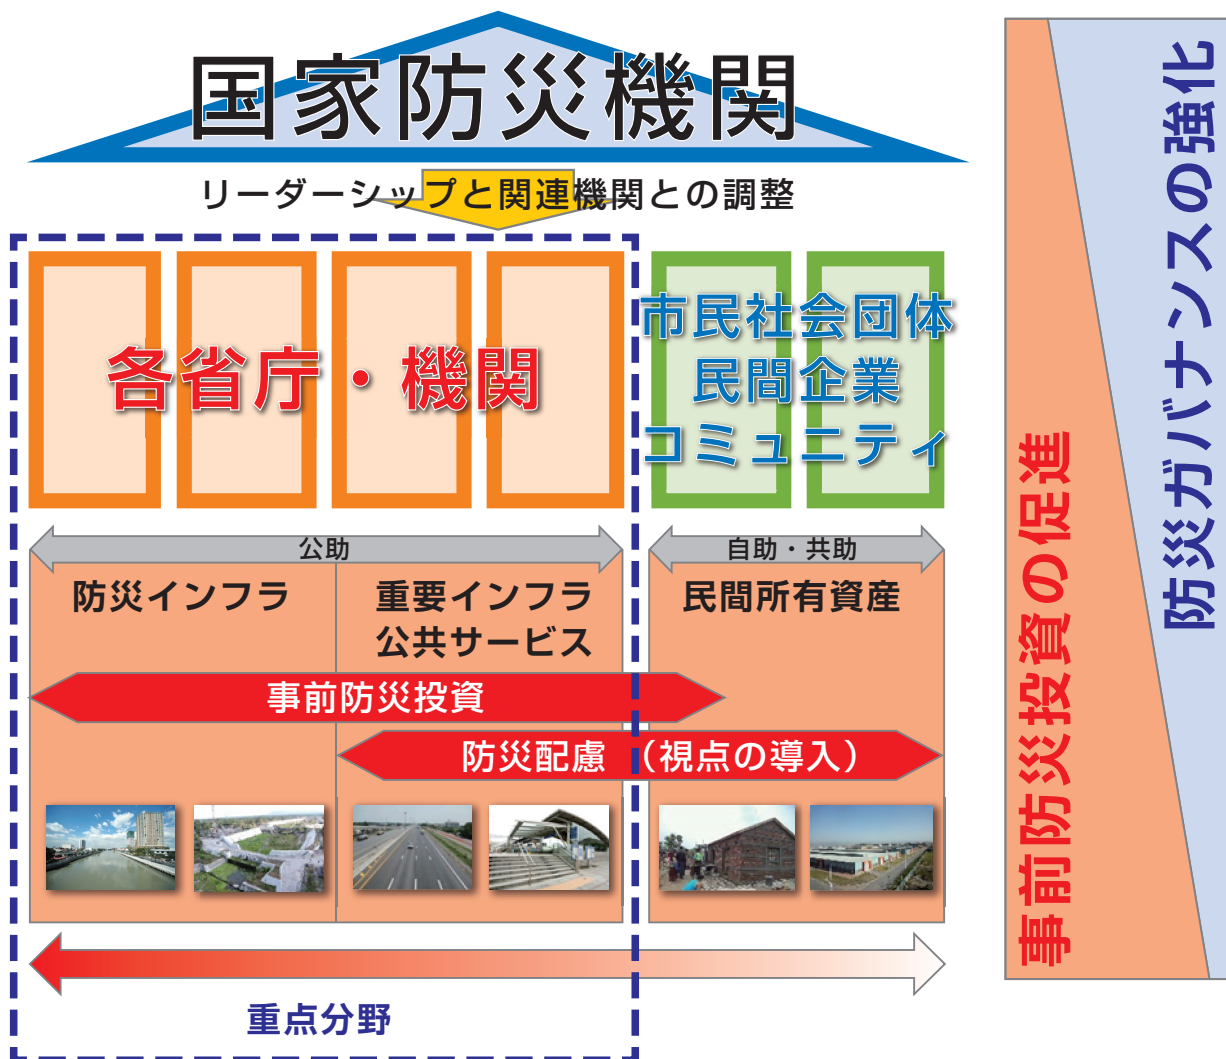 国家防災機関
リーダーシップと関連機関との調整
各省庁・機関
市民社会団体
民間企業
コミュニティ
公助
自助・共助
防災インフラ
重要インフラ
公共サービス
民間所有資産
事前防災投資
防災配慮 （視点の導入）
重点分野
事前防災投資の促進
防災ガバナンスの強化